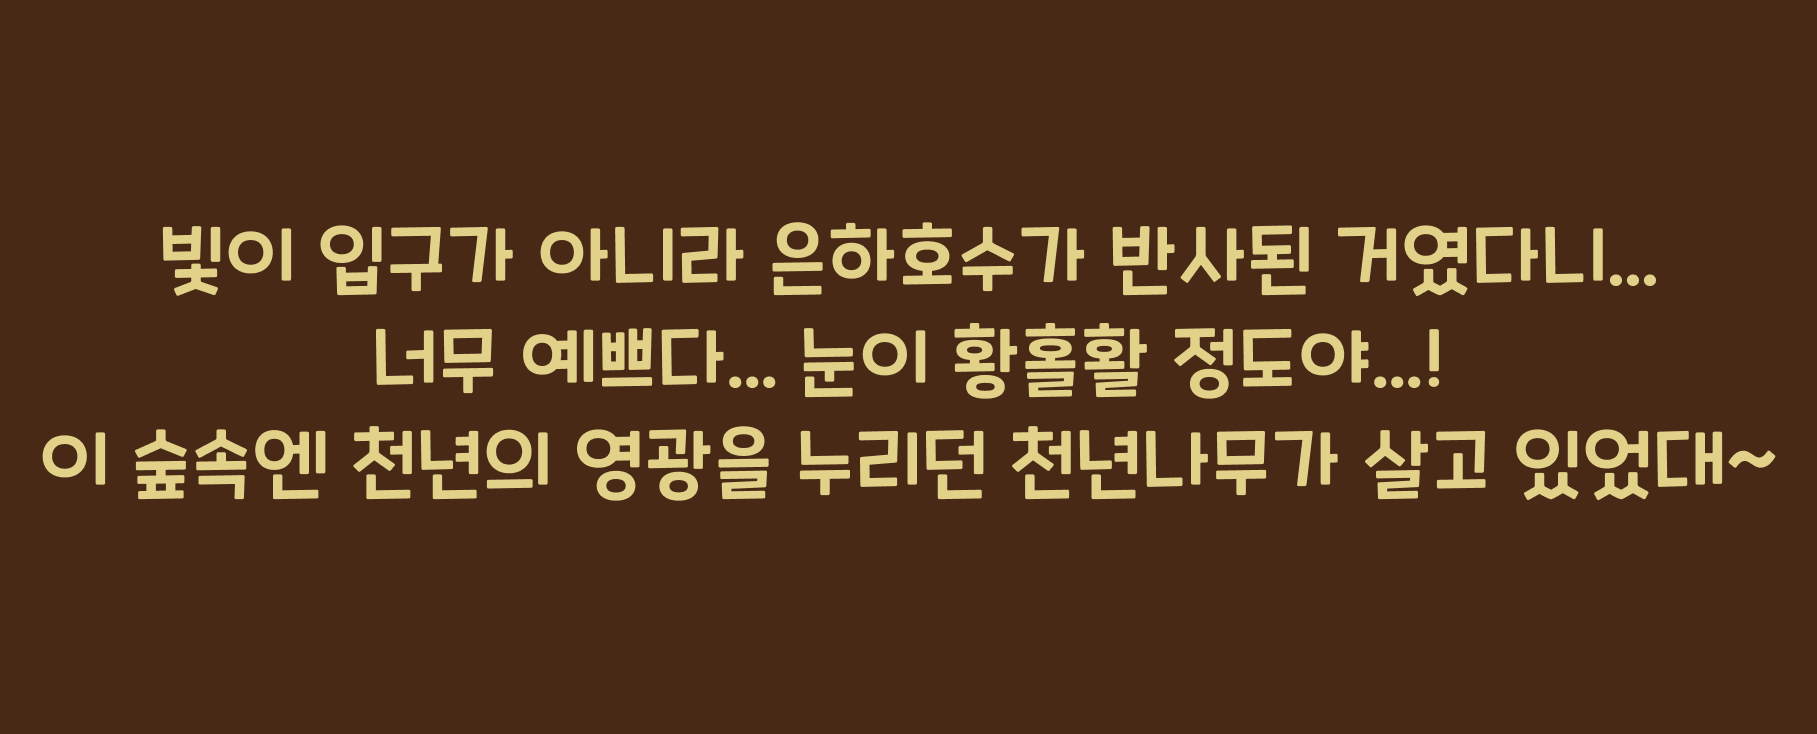 빛이 입구가 아니라 은하호수가 반사된 거였다니...
너무 예쁘다... 눈이 황홀활 정도야...!
이 숲속엔 천년의 영광을 누리던 천년나무가 살고 있었대~